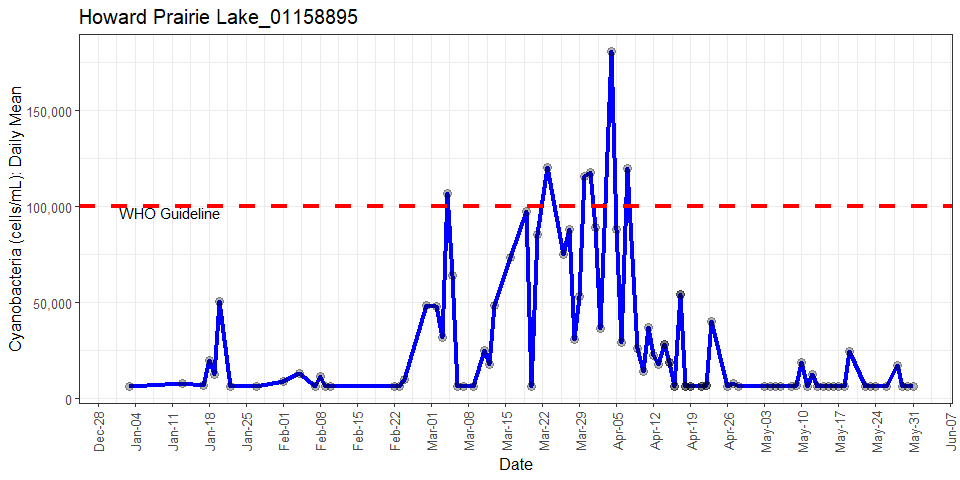 Howard Prairie Lake_01158895
Cyanobacteria (cells/mL): Daily Mean
150,000
100,000
50,000
0
WHO Guideline
Dec-28
Jan-04
Jan-11
Jan-18
Jan-25
Feb-01
Feb-08
Feb-15
Feb-22
Mar-01
Mar-08
Mar-15
Mar-22
Mar-29
Apr-05
Apr-12
Apr-19
Apr-26
May-03
May-10
May-17
May-24
May-31
Jun-07
Date